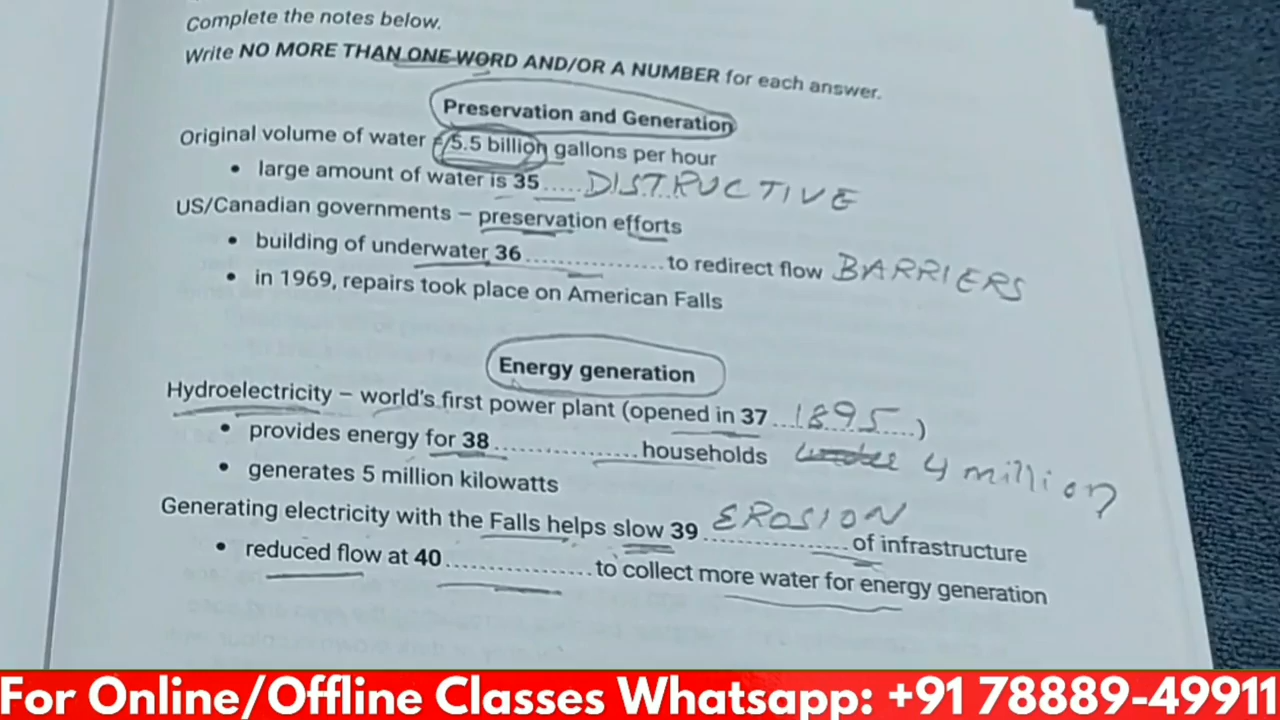 Complete the notes below.
Write NO MORE THAN ONE WORD AND/OR A NUMBER for each answer.
Preservation and Generation
Original volume of water = 5.5 billion gallons per hour
• large amount of water is 35 ..... DISTRUCTIVE
US/Canadian governments – preservation efforts
• building of underwater 36 .................... to redirect flow BARRIERS
• in 1969, repairs took place on American Falls
Energy generation
Hydroelectricity – world's first power plant (opened in 37 ... 1895 ...)
• provides energy for 38 .................... households 4 million
• generates 5 million kilowatts
Generating electricity with the Falls helps slow 39 EROSION .................... of infrastructure
• reduced flow at 40 .................... to collect more water for energy generation
For Online/Offline Classes Whatsapp: +91 78889-49911